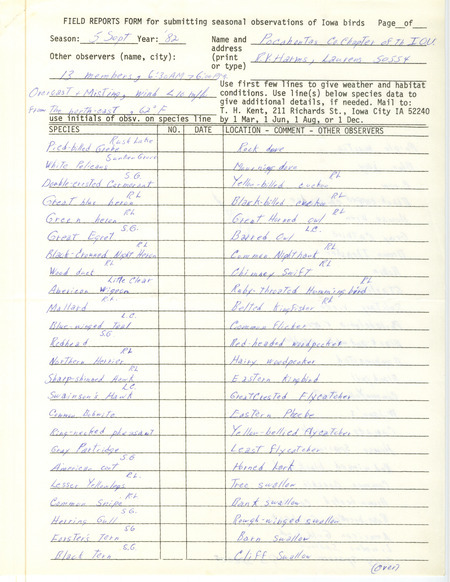 FIELD REPORTS FORM for submitting seasonal observations of Iowa birds Page__of__
Season: 5 Sept Year: '82 Name and Pocahontas Co Chapter of the IOU
Other observers (name, city): address
(print R K Harms, Laurens 50554
or type)
13 members, 6:30 AM > 6:00 PM
Overcast + Misting, wind < 10 mph
From the north-east, 62°F
Use first few lines to give weather and habitat
conditions. Use line(s) below species data to
give additional details, if needed. Mail to:
T. H. Kent, 211 Richards St., Iowa City IA 52240
use initials of obsv. on species line by 1 Mar, 1 Jun, 1 Aug, or 1 Dec.
SPECIES NO. DATE LOCATION - COMMENT - OTHER OBSERVERS
Rush Lake
Pied-billed Grebe Rock dove
Sunken Grove
White Pelican Mourning dove
S.G. R L
Double-crested Cormorant Yellow-billed cuckoo
R L R L
Great blue heron Black-billed cuckoo
R L R L
Green heron Great Horned owl
S.G. L.C.
Great Egret Barred Owl
R L R L
Black-Crowned Night Heron Common Nighthawk
R L R L
Wood duck Chimney Swift
Little Clear R L
American Wigeon Ruby-throated Hummingbird
R.L. R L
Mallard Belted Kingfisher
L.C.
Blue-winged Teal Common Flicker
S.G.
Redhead Red-headed woodpecker
R L
Northern Harrier Hairy woodpecker
R L
Sharp-shinned Hawk Eastern Kingbird
L.C.
Swainson's Hawk Great Crested Flycatcher
Eastern Phoebe
Ring-necked pheasant Yellow-bellied Flycatcher
Gray Partridge Least Flycatcher
S.G
American coot Horned lark
R.L.
Lesser Yellowlegs Tree swallow
R.L
Common Snipe Bank swallow
S.G.
Herring Gull Rough-winged swallow
S.G
Forster's Tern Barn Swallow
S.G
Black Tern Cliff Swallow
(over)